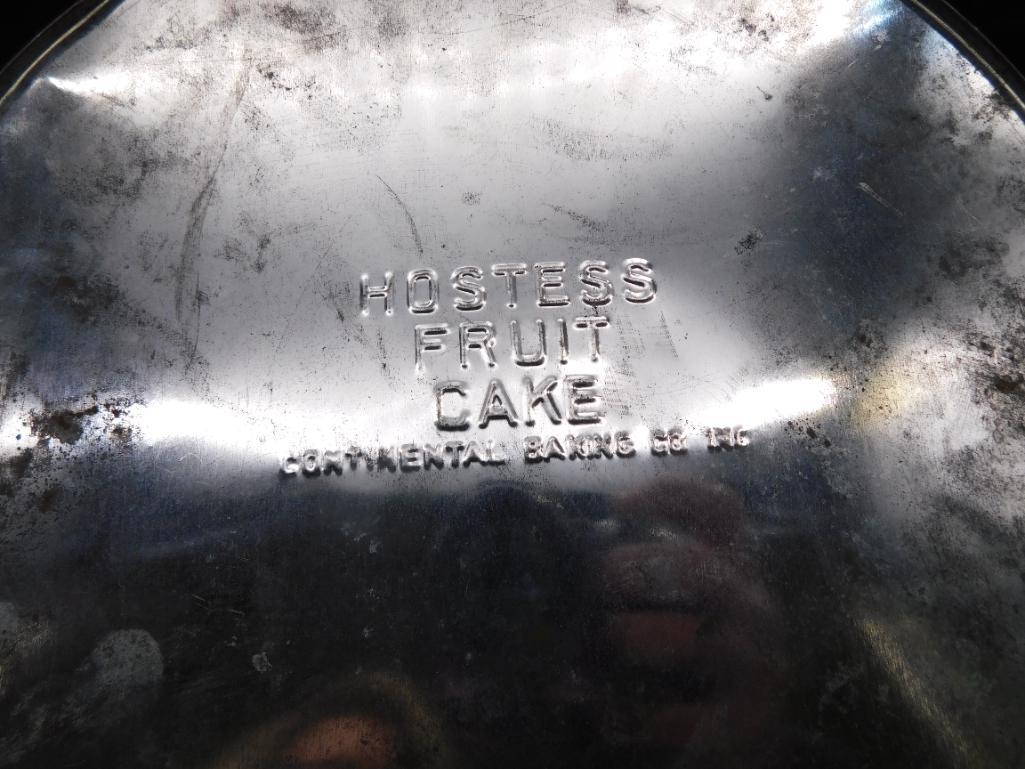 HOSTESS
FRUIT
CAKE
CONTINENTAL BAKING CO INC